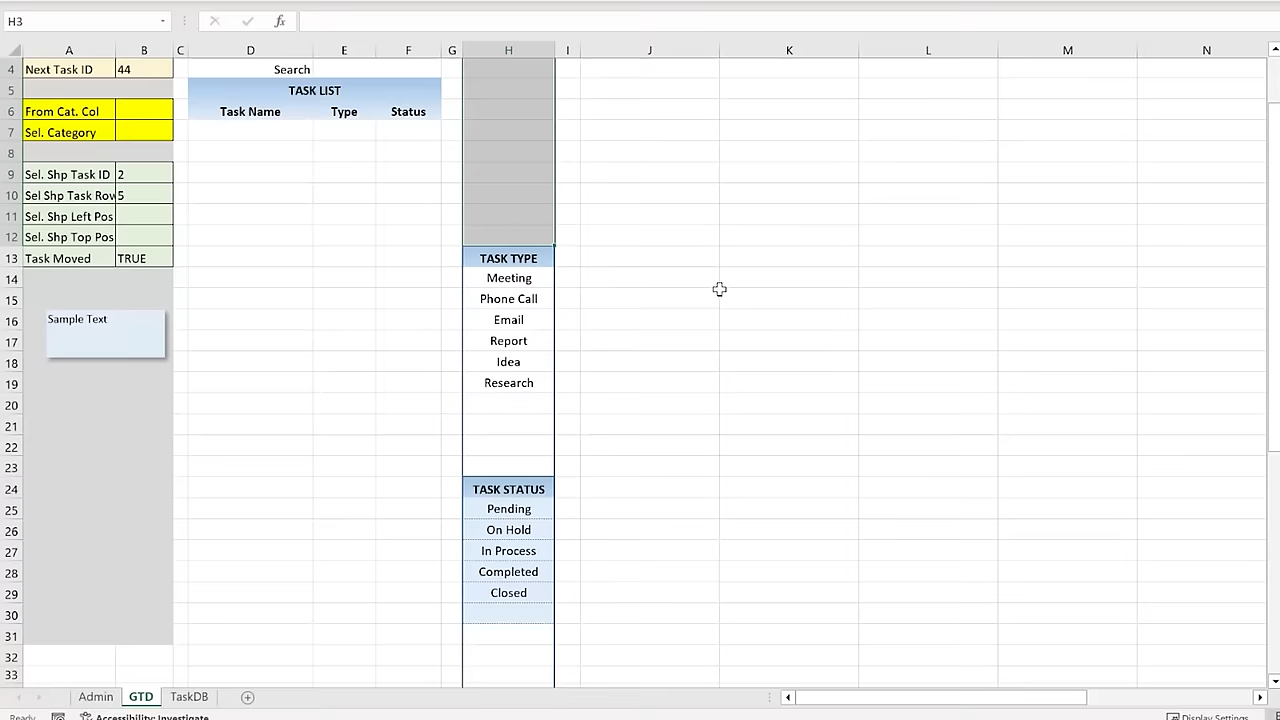 H3
fx
A B C D E F G H I J K L M N
4 Next Task ID 44 Search
5 TASK LIST
6 From Cat. Col Task Name Type Status
7 Sel. Category
8
9 Sel. Shp Task ID 2
10 Sel Shp Task Row 5
11 Sel. Shp Left Pos
12 Sel. Shp Top Pos
13 Task Moved TRUE TASK TYPE
14 Meeting
15 Phone Call
16 Sample Text Email
17 Report
18 Idea
19 Research
20
21
22
23
24 TASK STATUS
25 Pending
26 On Hold
27 In Process
28 Completed
29 Closed
30
31
32
33
Admin GTD TaskDB
Ready Accessibility: Investigate Display Settings